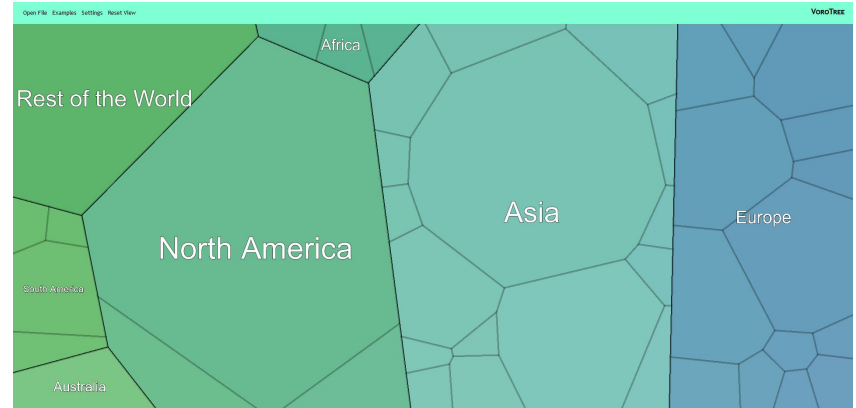 Open File Examples Settings Reset View
VOROTREE
Africa
Rest of the World
Asia
Europe
North America
South America
Australia